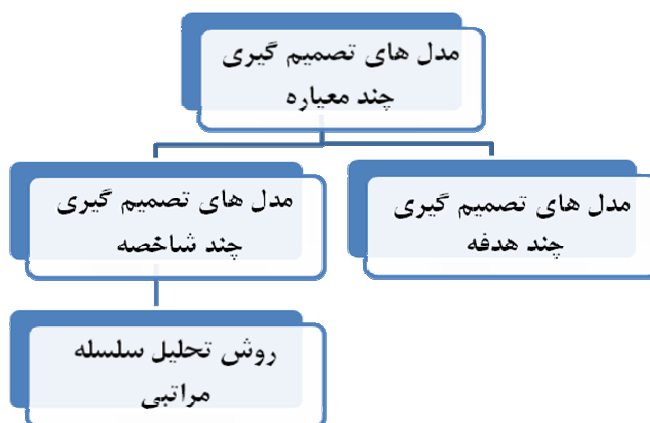 مدل های تصمیم گیری
چند معیاره
مدل های تصمیم گیری
چند هدفه
مدل های تصمیم گیری
چند شاخصه
روش تحلیل سلسله
مراتبی